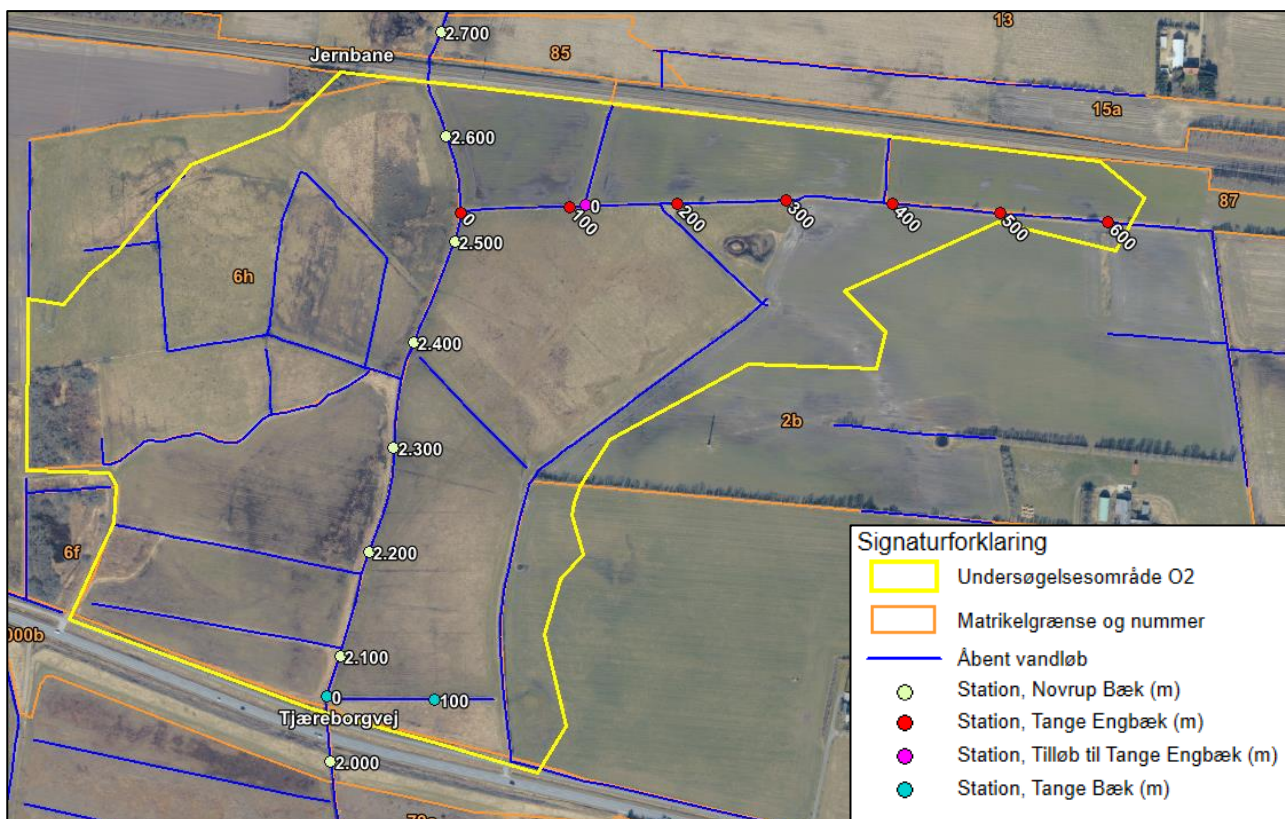 13
2.700
85
Jernbane
15a
2.600
87
0
0
100
200
300
400
500
600
2.500
6h
2.400
2b
2.300
6f
2.200
000b
2.100
0
100
Tjæreborgvej
2.000
Signaturforklaring
Undersøgelsesområde O2
Matrikelgrænse og nummer
Åbent vandløb
Station, Novrup Bæk (m)
Station, Tange Engbæk (m)
Station, Tilløb til Tange Engbæk (m)
Station, Tange Bæk (m)